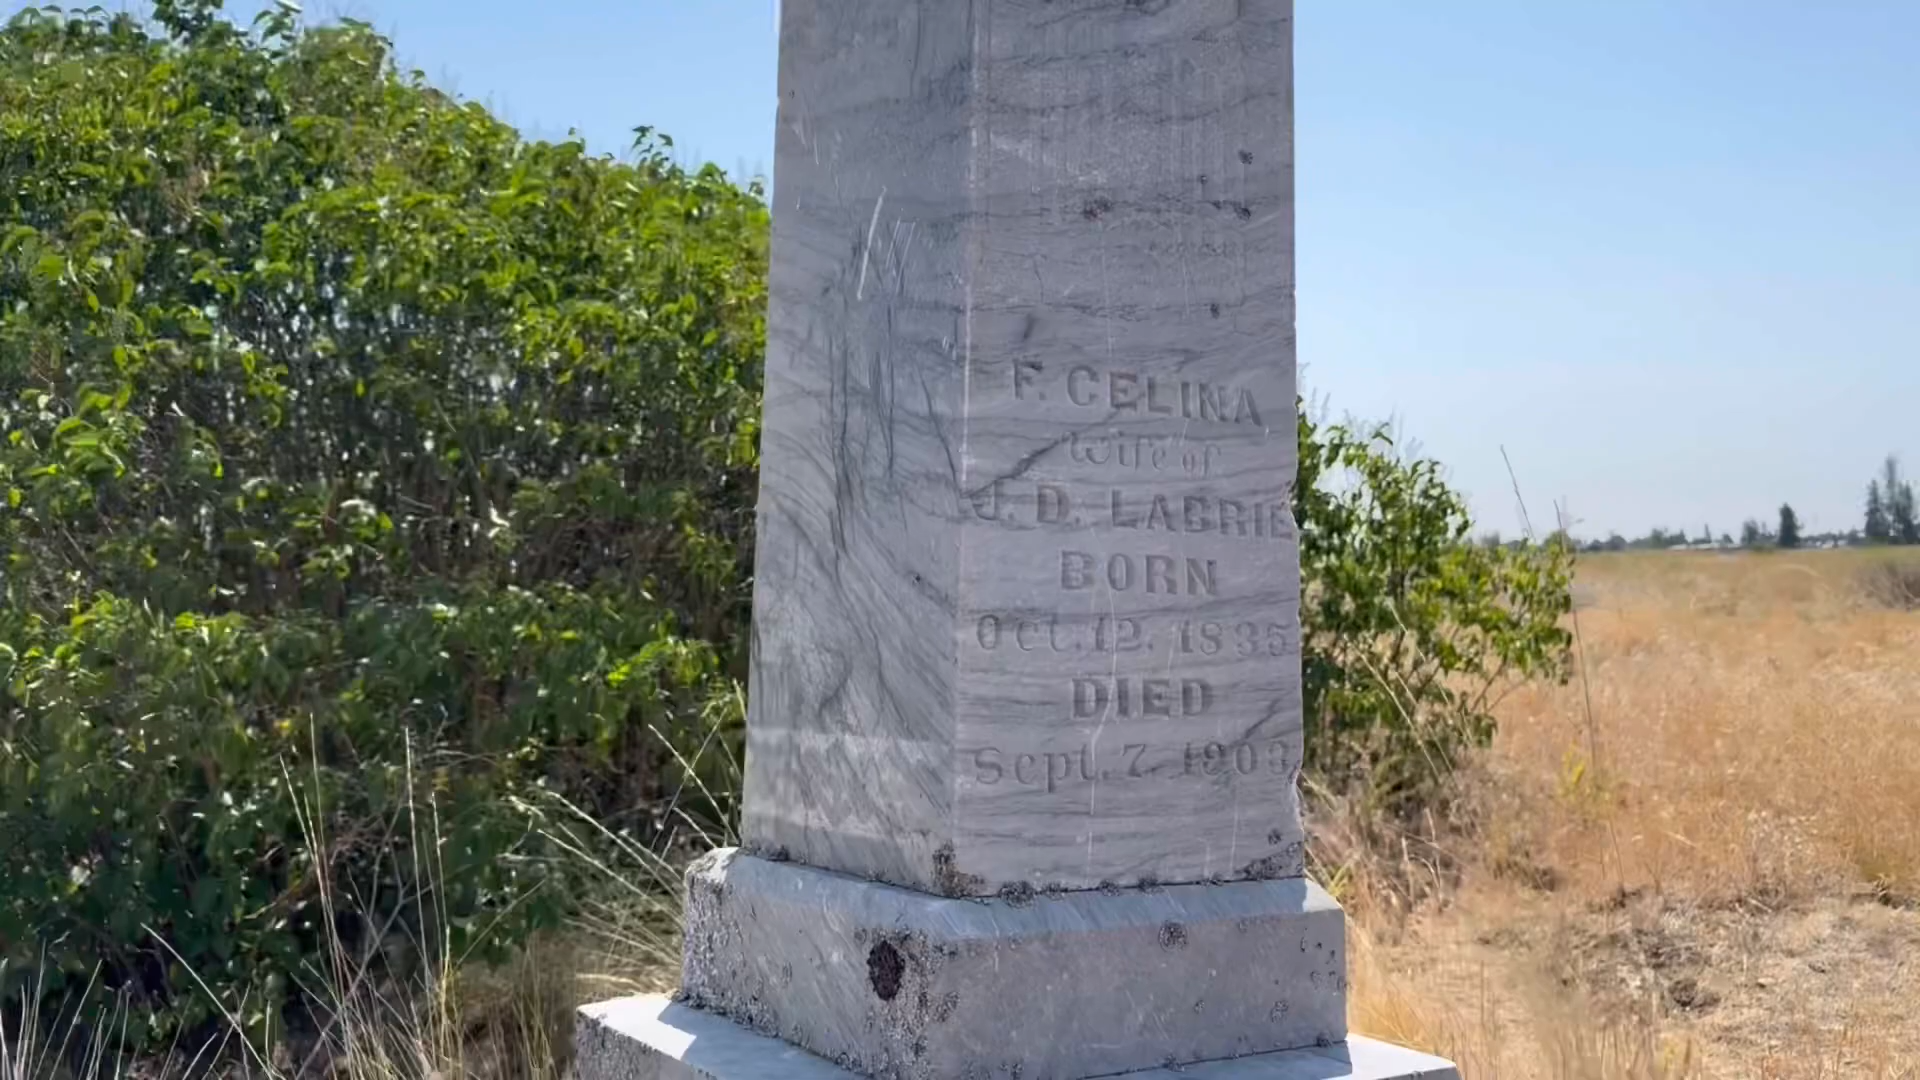 F. CELINA
Wife of
J. D. LABRIE
BORN
Oct. 12. 1835
DIED
Sept. 7. 1903